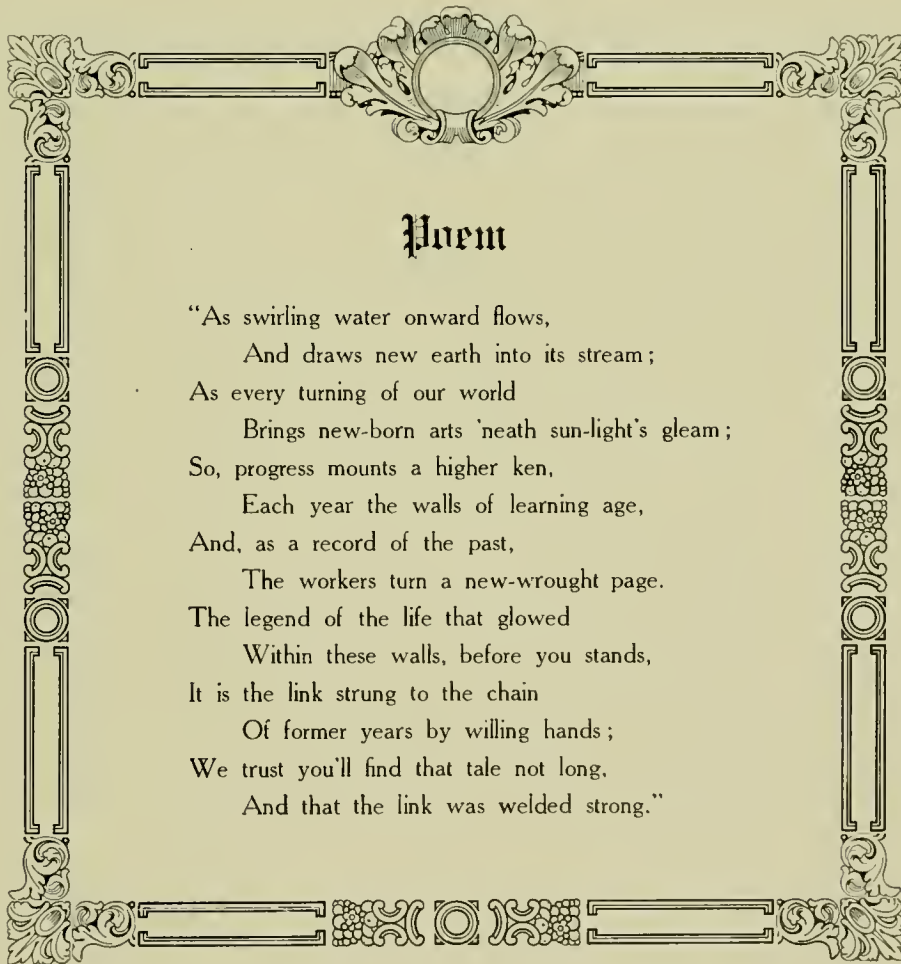 Poem
“As swirling water onward flows,
And draws new earth into its stream;
As every turning of our world
Brings new-born arts 'neath sun-light's gleam;
So, progress mounts a higher ken,
Each year the walls of learning age,
And, as a record of the past,
The workers turn a new-wrought page.
The legend of the life that glowed
Within these walls, before you stands,
It is the link strung to the chain
Of former years by willing hands;
We trust you'll find that tale not long,
And that the link was welded strong.”